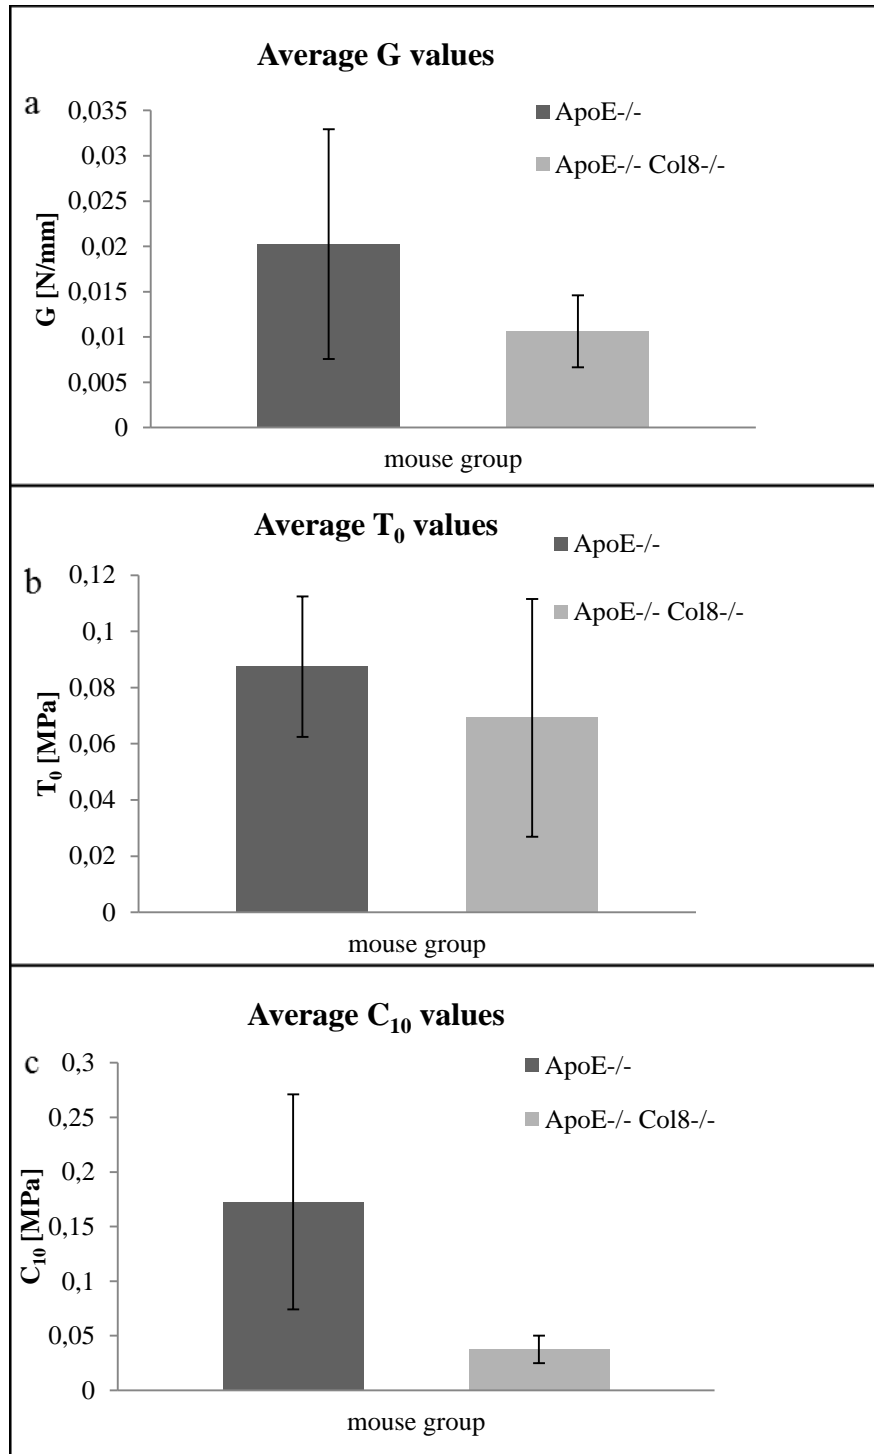 Average G values
a
ApoE-/-
ApoE-/- Col8-/-
G [N/mm]
0,035
0,03
0,025
0,02
0,015
0,01
0,005
0
mouse group
Average T₀ values
b
ApoE-/-
ApoE-/- Col8-/-
T₀ [MPa]
0,12
0,1
0,08
0,06
0,04
0,02
0
mouse group
Average C₁₀ values
c
ApoE-/-
ApoE-/- Col8-/-
C₁₀ [MPa]
0,3
0,25
0,2
0,15
0,1
0,05
0
mouse group